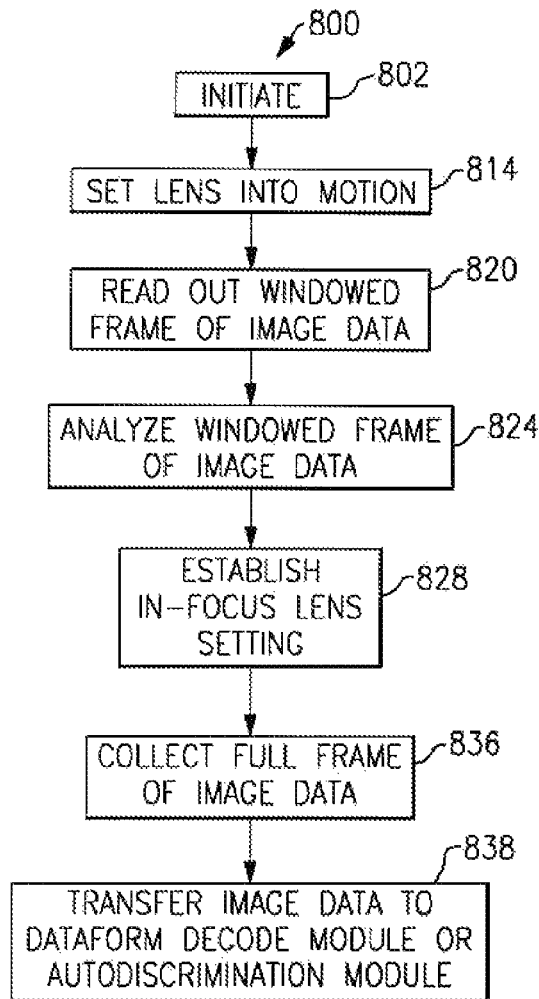 800
INITIATE
802
SET LENS INTO MOTION
814
READ OUT WINDOWED
FRAME OF IMAGE DATA
820
ANALYZE WINDOWED FRAME
OF IMAGE DATA
824
ESTABLISH
IN-FOCUS LENS
SETTING
828
COLLECT FULL FRAME
OF IMAGE DATA
836
TRANSFER IMAGE DATA TO
DATAFORM DECODE MODULE OR
AUTODISCRIMINATION MODULE
838